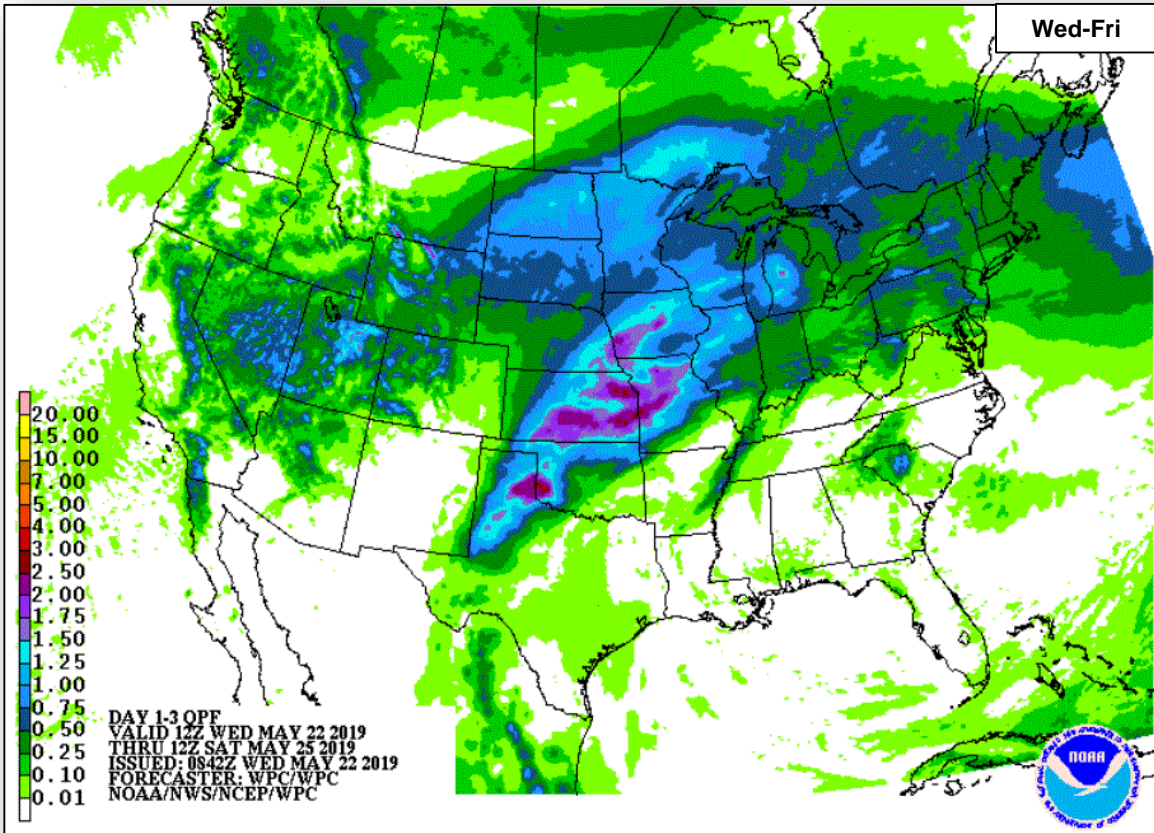 Wed-Fri
20.00
15.00
10.00
7.00
5.00
4.00
3.00
2.50
2.00
1.75
1.50
1.25
1.00
0.75
0.50
0.25
0.10
0.01
DAY 1-3 QPF
VALID 12Z WED MAY 22 2019
THRU 12Z SAT MAY 25 2019
ISSUED: 0842Z WED MAY 22 2019
FORECASTER: WPC/WPC
NOAA/NWS/NCEP/WPC
NOAA